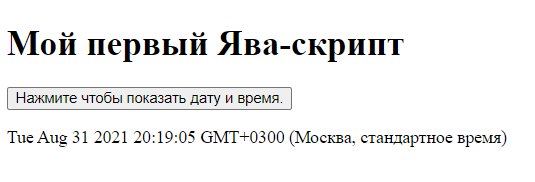 Мой первый Ява-скрипт
Нажмите чтобы показать дату и время.
Tue Aug 31 2021 20:19:05 GMT+0300 (Москва, стандартное время)